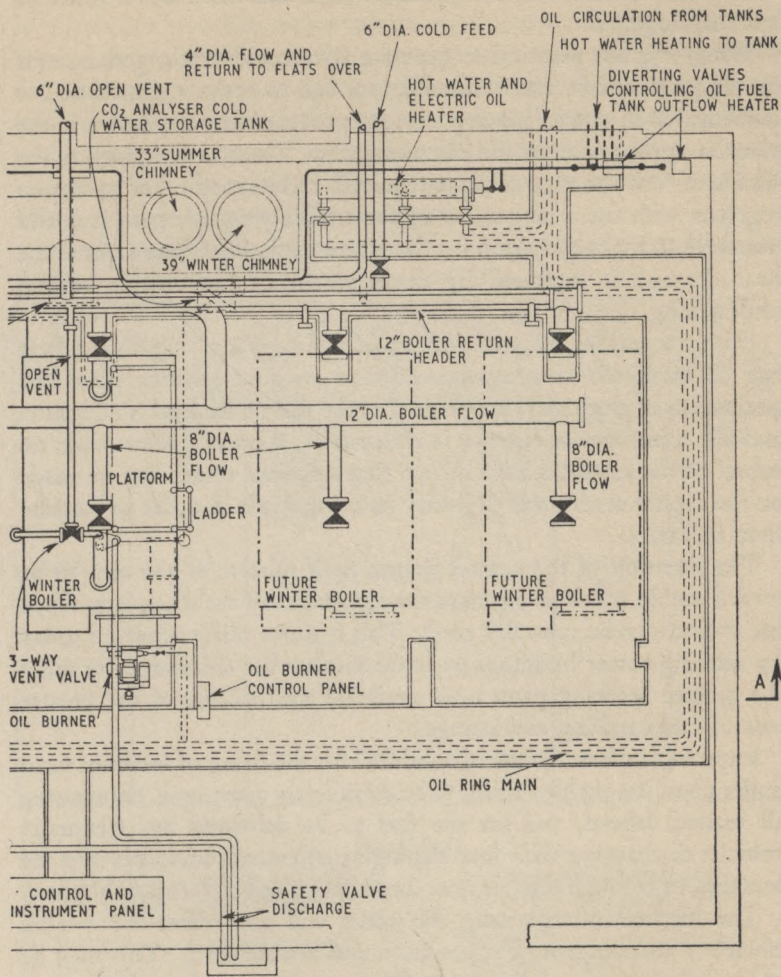 OIL CIRCULATION FROM TANKS
6" DIA. COLD FEED
HOT WATER HEATING TO TANK
4" DIA. FLOW AND
RETURN TO FLATS OVER
DIVERTING VALVES
CONTROLLING OIL FUEL
TANK OUTFLOW HEATER
6" DIA. OPEN VENT
HOT WATER AND
ELECTRIC OIL
HEATER
CO₂ ANALYSER COLD
WATER STORAGE TANK
33" SUMMER
CHIMNEY
39" WINTER CHIMNEY
12" BOILER RETURN
HEADER
OPEN
VENT
12" DIA. BOILER FLOW
8" DIA.
BOILER
FLOW
8" DIA.
BOILER
FLOW
PLATFORM
LADDER
WINTER
BOILER
FUTURE
WINTER BOILER
FUTURE
WINTER BOILER
3-WAY
VENT VALVE
OIL BURNER
CONTROL PANEL
A
OIL BURNER
OIL RING MAIN
CONTROL AND
INSTRUMENT PANEL
SAFETY VALVE
DISCHARGE